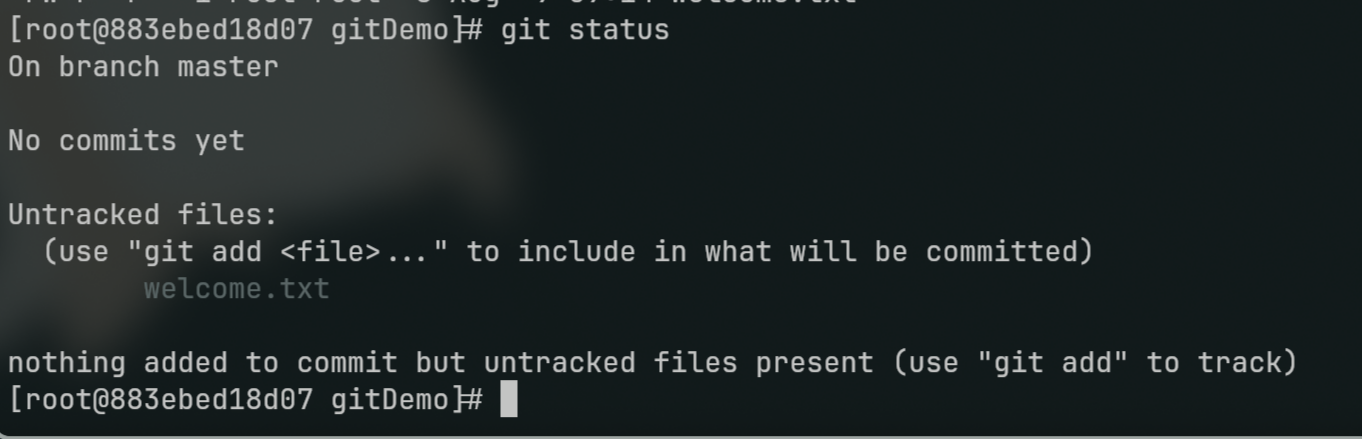 welcome.txt
[root@883ebed18d07 gitDemo]# git status
On branch master
No commits yet
Untracked files:
(use "git add <file>..." to include in what will be committed)
welcome.txt
nothing added to commit but untracked files present (use "git add" to track)
[root@883ebed18d07 gitDemo]#